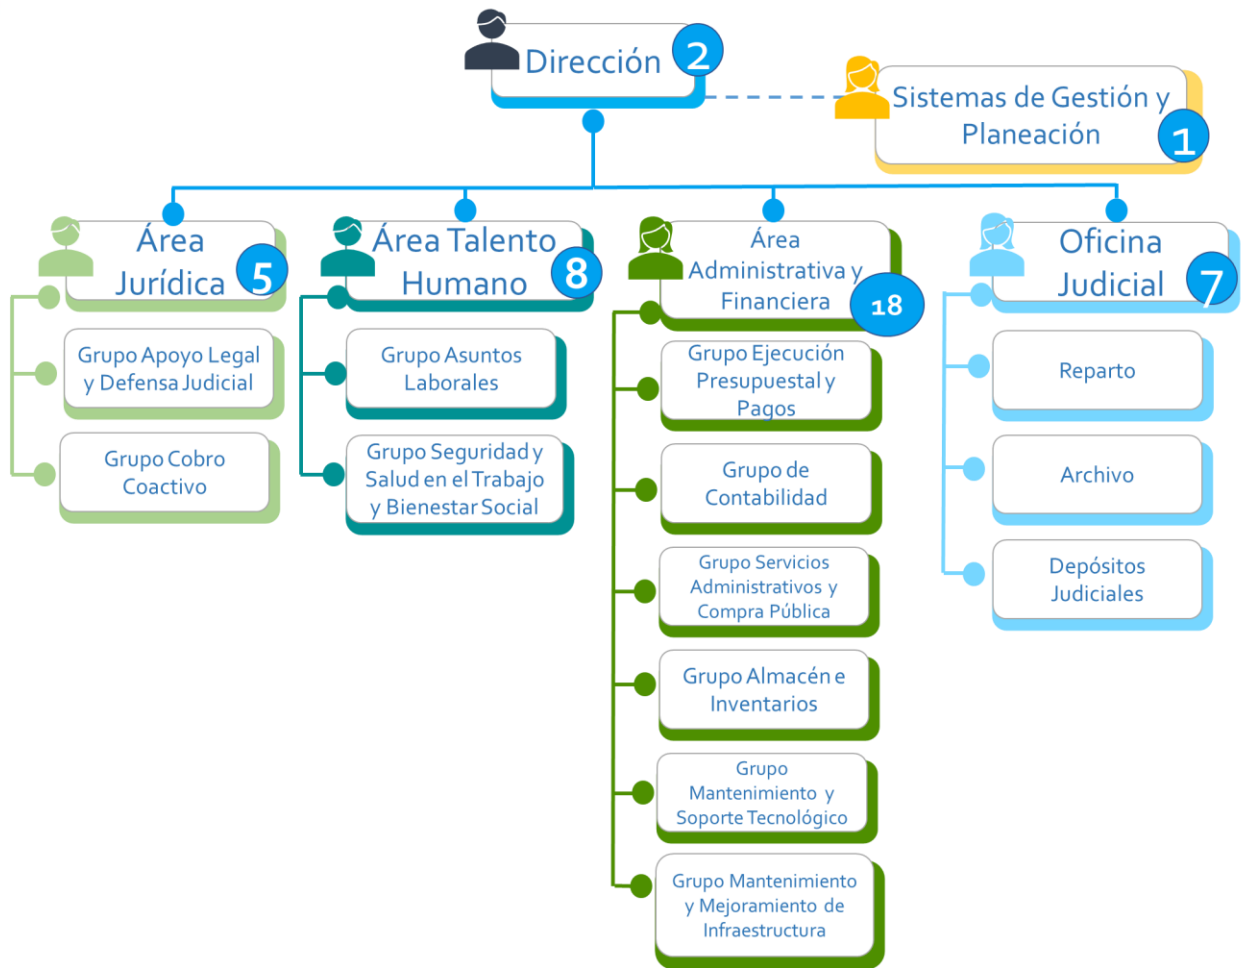 Dirección
2
Sistemas de Gestión y
Planeación
1
Área
Jurídica
5
Grupo Apoyo Legal
y Defensa Judicial
Grupo Cobro
Coactivo
Área Talento
Humano
8
Grupo Asuntos
Laborales
Grupo Seguridad y
Salud en el Trabajo
y Bienestar Social
Área
Administrativa y
Financiera
18
Grupo Ejecución
Presupuestal y
Pagos
Grupo de
Contabilidad
Grupo Servicios
Administrativos y
Compra Pública
Grupo Almacén e
Inventarios
Grupo
Mantenimiento y
Soporte Tecnológico
Grupo Mantenimiento
y Mejoramiento de
Infraestructura
Oficina
Judicial
7
Reparto
Archivo
Depósitos
Judiciales